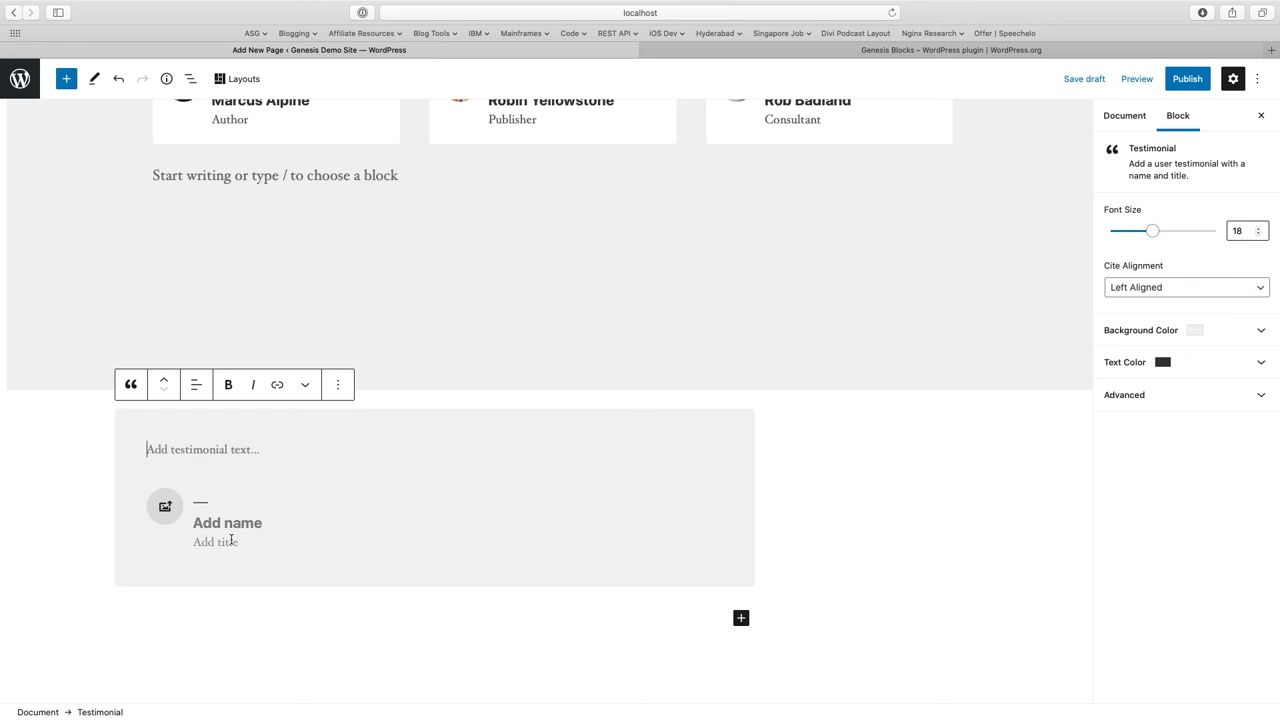 localhost
ASG Blogging Affiliate Resources Blog Tools IBM Mainframes Code REST API iOS Dev Hyderabad Singapore Job Divi Podcast Layout Nginx Research Offer | Speechelo
Add New Page ‹ Genesis Demo Site — WordPress
Genesis Blocks – WordPress plugin | WordPress.org
Layouts
Save draft
Preview
Publish
Marcus Alpine
Author
Robin Yellowstone
Publisher
Rob Badland
Consultant
Start writing or type / to choose a block
B I
Add testimonial text...
—
Add name
Add title
Document
Block
Testimonial
Add a user testimonial with a
name and title.
Font Size
18
Cite Alignment
Left Aligned
Background Color
Text Color
Advanced
Document → Testimonial